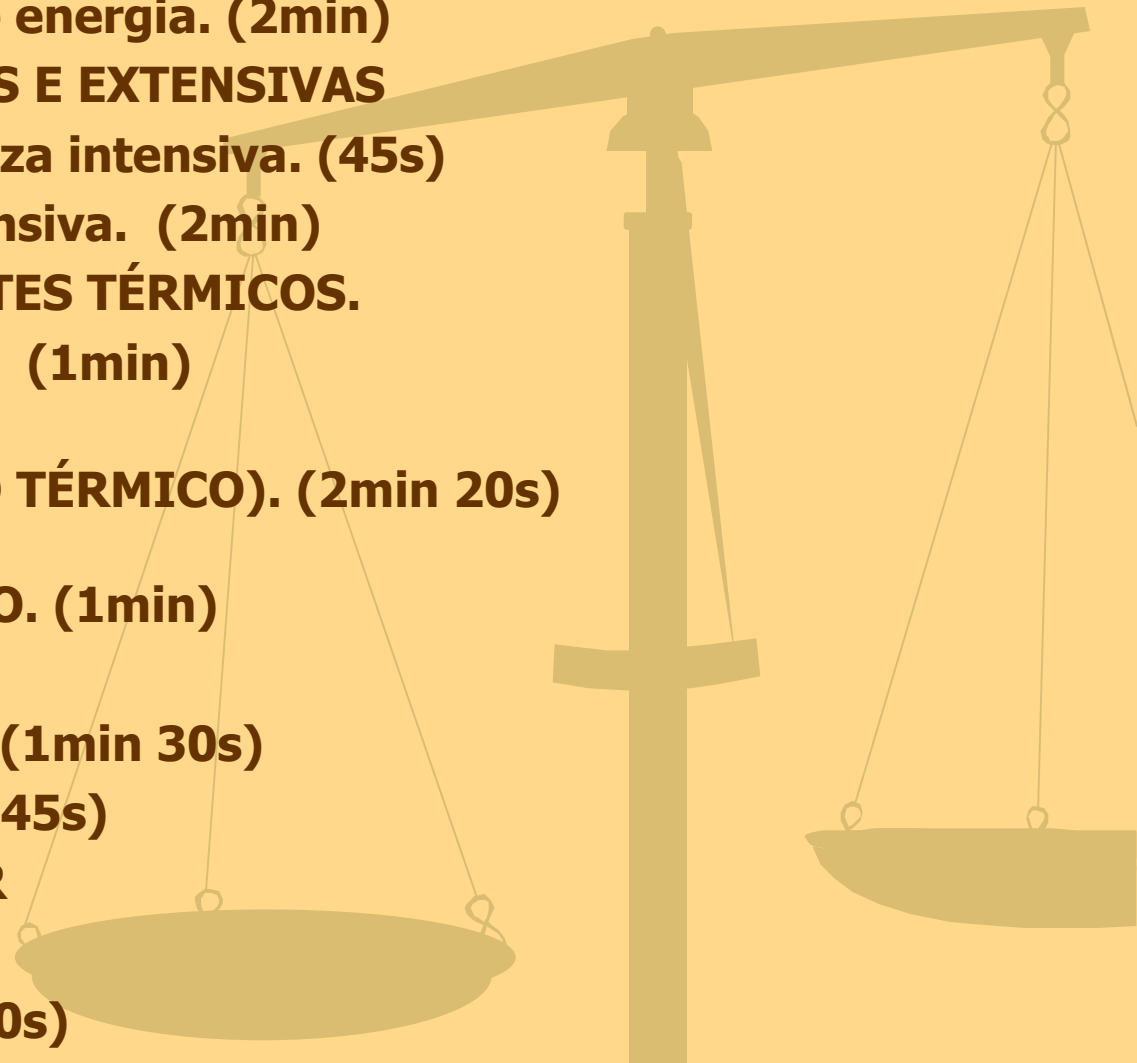 energia. (2min)
S E EXTENSIVAS
za intensiva. (45s)
nsiva. (2min)
TES TÉRMICOS.
(1min)
O TÉRMICO). (2min 20s)
O. (1min)
(1min 30s)
45s)
R
0s)